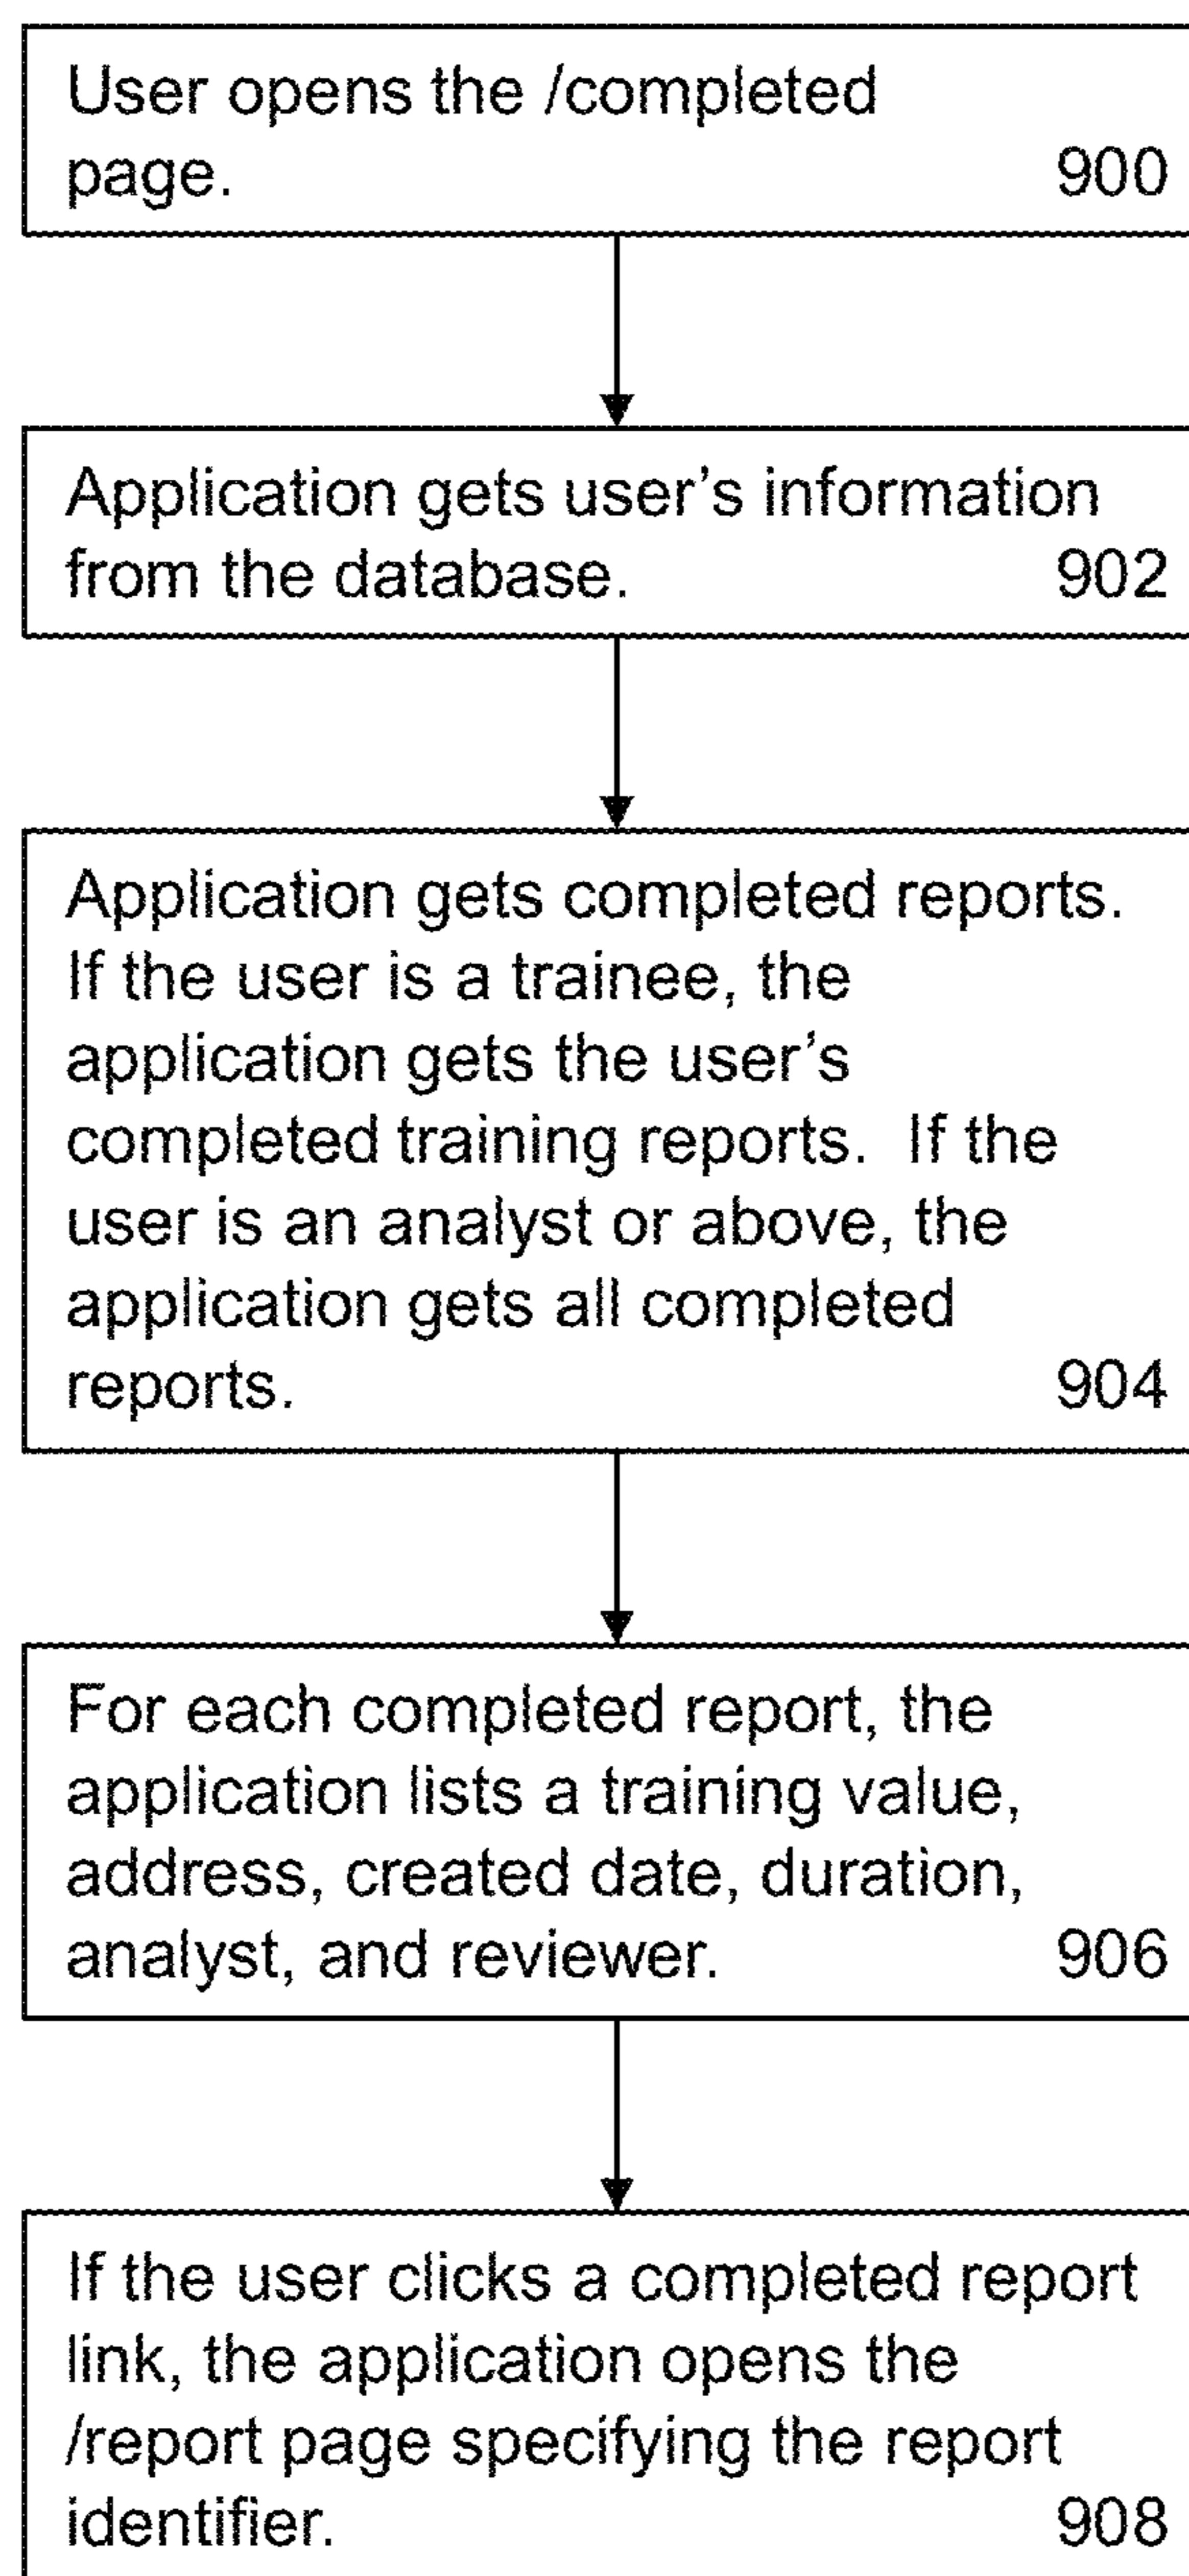 User opens the /completed
page. 900
Application gets user's information
from the database. 902
Application gets completed reports.
If the user is a trainee, the
application gets the user's
completed training reports.  If the
user is an analyst or above, the
application gets all completed
reports. 904
For each completed report, the
application lists a training value,
address, created date, duration,
analyst, and reviewer. 906
If the user clicks a completed report
link, the application opens the
/report page specifying the report
identifier. 908